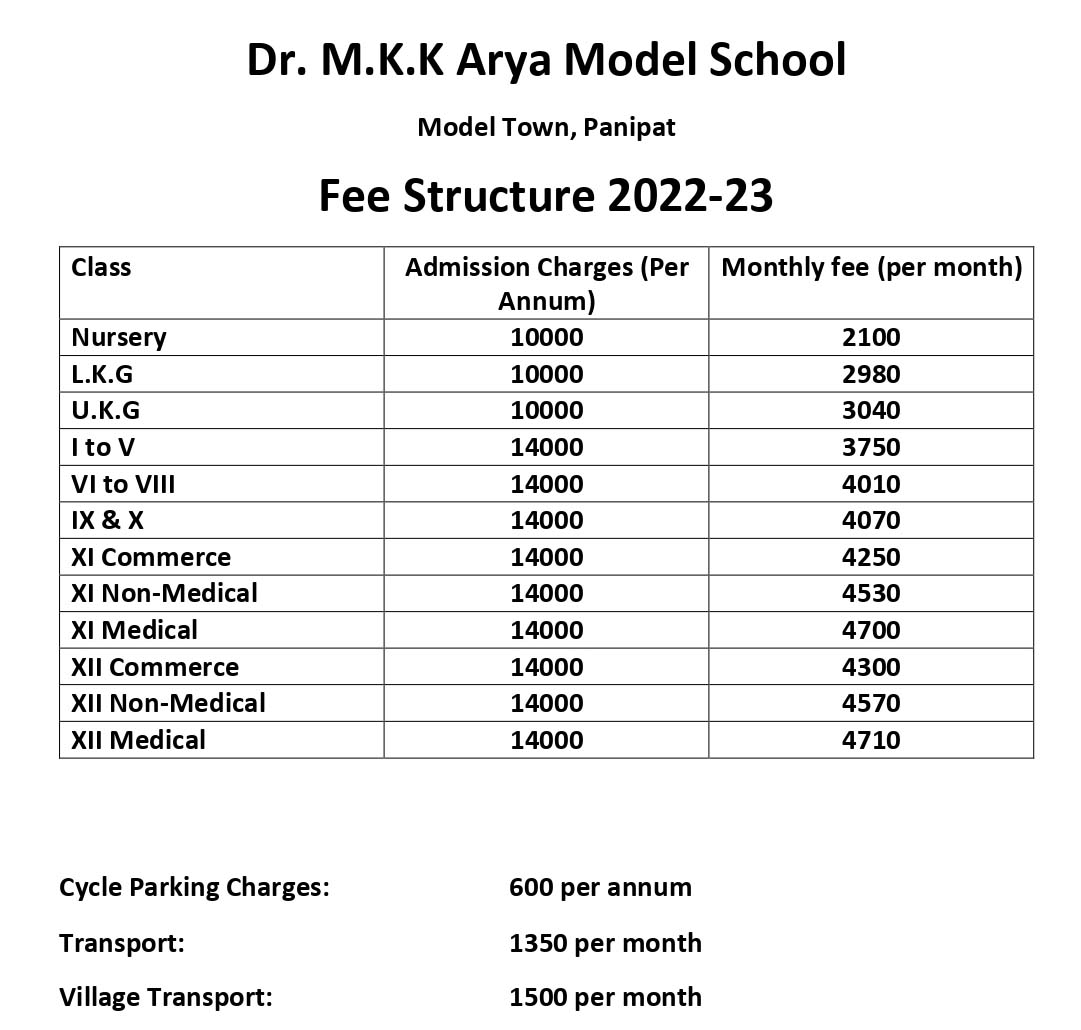 Dr. M.K.K Arya Model School
Model Town, Panipat
Fee Structure 2022-23
Class Admission Charges (Per Annum) Monthly fee (per month)
Nursery 10000 2100
L.K.G 10000 2980
U.K.G 10000 3040
I to V 14000 3750
VI to VIII 14000 4010
IX & X 14000 4070
XI Commerce 14000 4250
XI Non-Medical 14000 4530
XI Medical 14000 4700
XII Commerce 14000 4300
XII Non-Medical 14000 4570
XII Medical 14000 4710
Cycle Parking Charges: 600 per annum
Transport: 1350 per month
Village Transport: 1500 per month